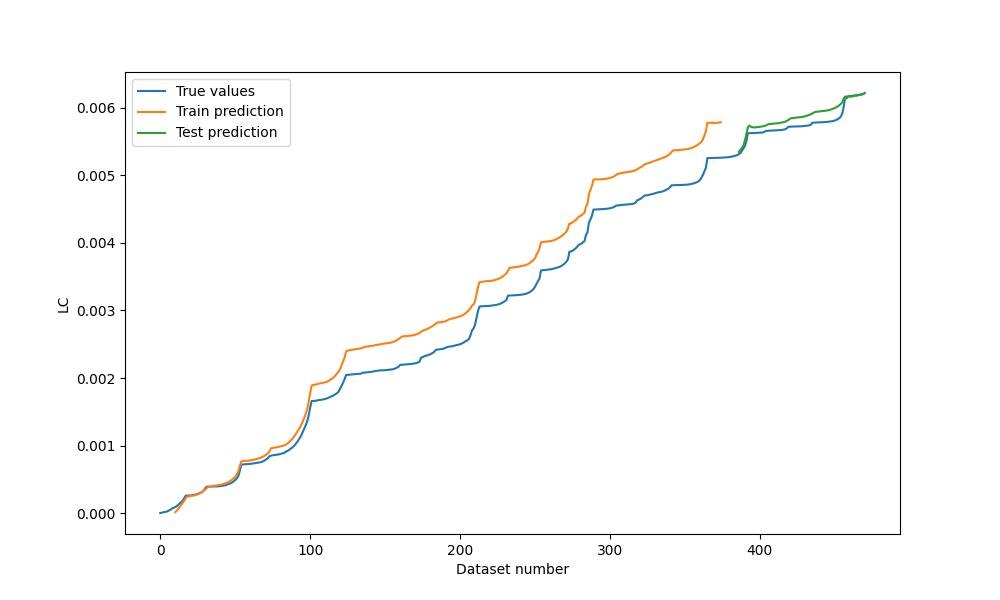 True values
Train prediction
Test prediction
0.006
0.005
0.004
LC
0.003
0.002
0.001
0.000
0 100 200 300 400
Dataset number